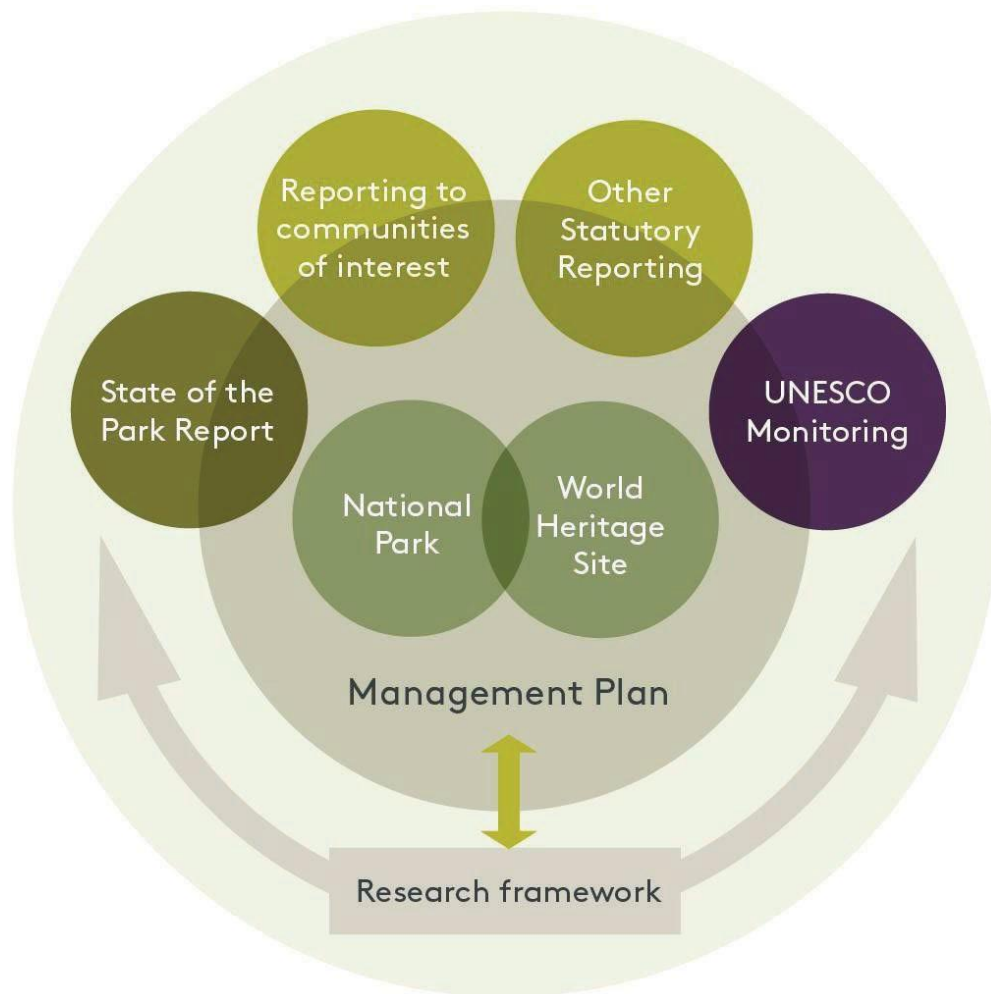 Reporting to
communities
of interest
Other
Statutory
Reporting
State of the
Park Report
UNESCO
Monitoring
National
Park
World
Heritage
Site
Management Plan
Research framework